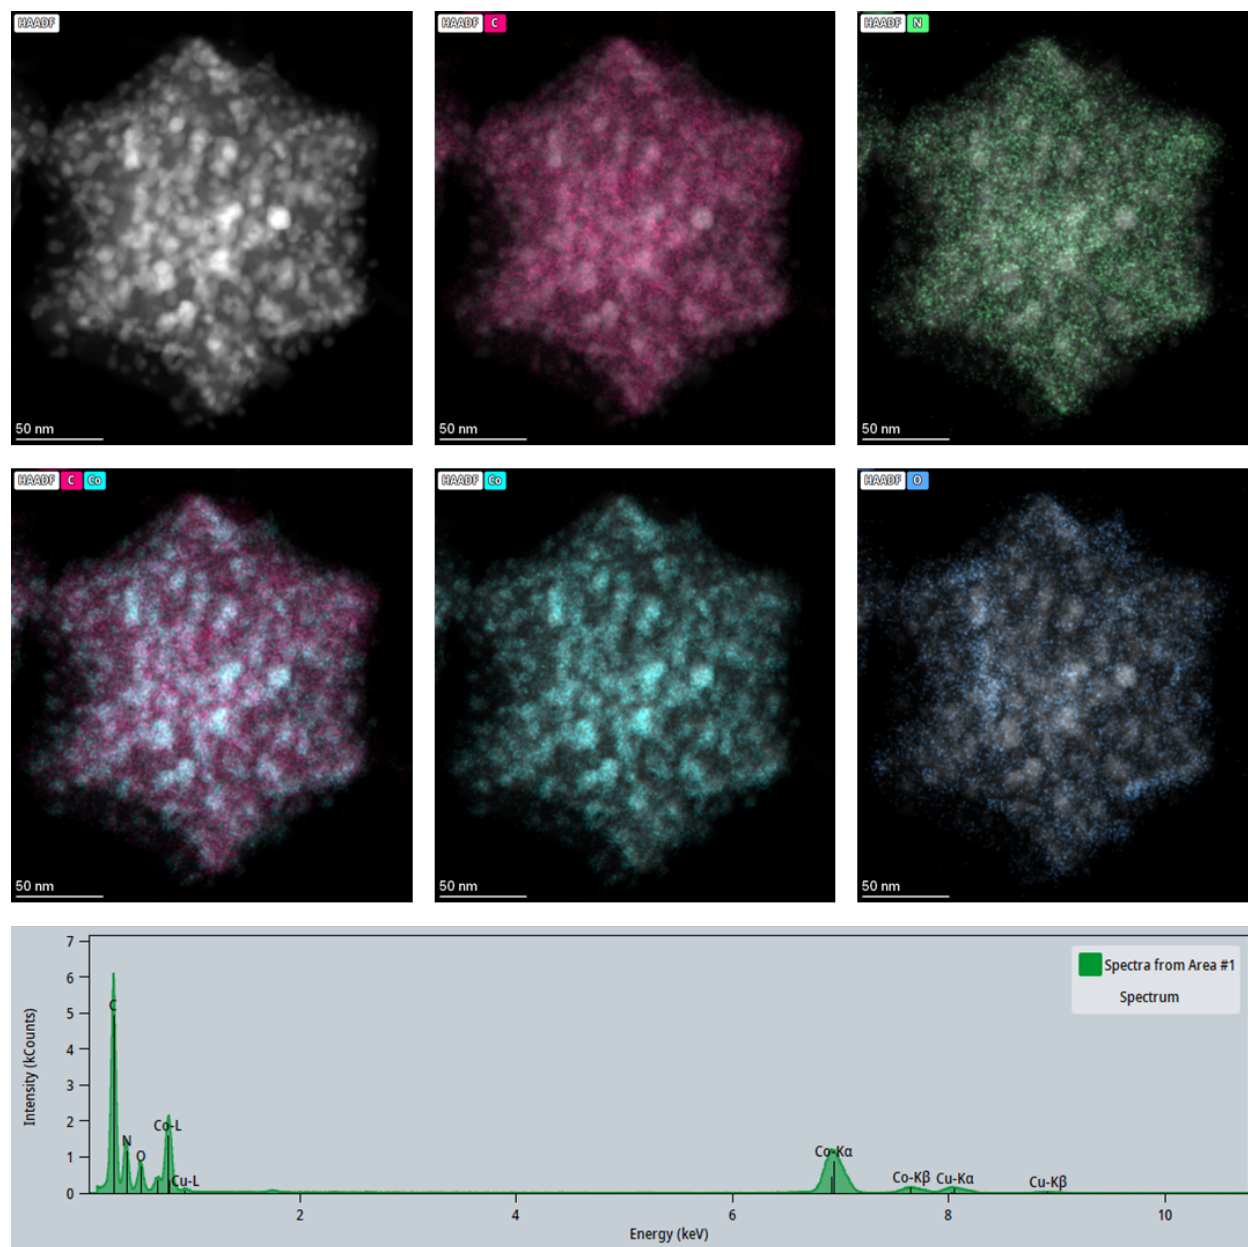 HAADF
50 nm
HAADF C
50 nm
HAADF N
50 nm
HAADF C Co
50 nm
HAADF Co
50 nm
HAADF O
50 nm
Spectra from Area #1
Spectrum
Intensity (kCounts)
7
6
5
4
3
2
1
0
C
N
O
Co-L
Cu-L
Co-Kα
Co-Kβ
Cu-Kα
Cu-Kβ
2
4
6
8
10
Energy (keV)